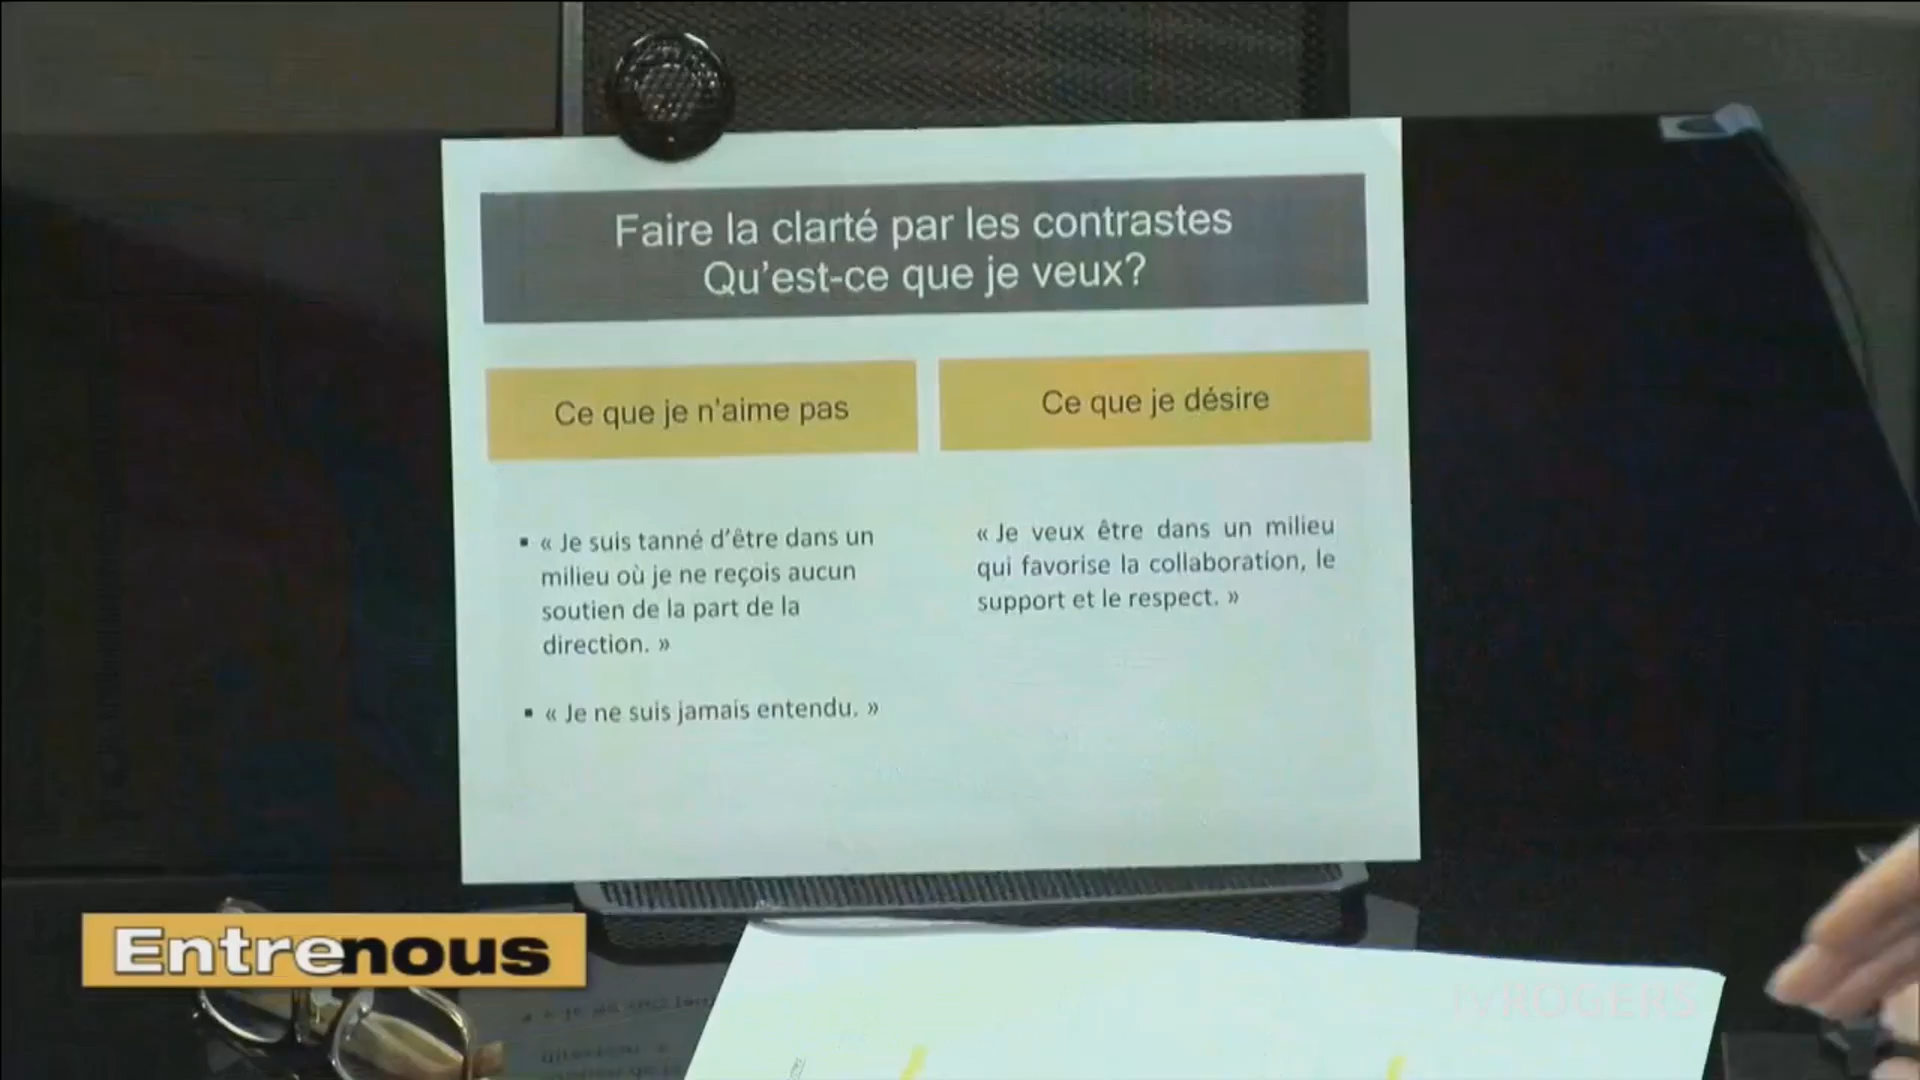 Faire la clarté par les contrastes
Qu'est-ce que je veux?
Ce que je n'aime pas
Ce que je désire
▪ « Je suis tanné d'être dans un
milieu où je ne reçois aucun
soutien de la part de la
direction. »
▪ « Je ne suis jamais entendu. »
« Je veux être dans un milieu
qui favorise la collaboration, le
support et le respect. »
Entrenous
tvROGERS